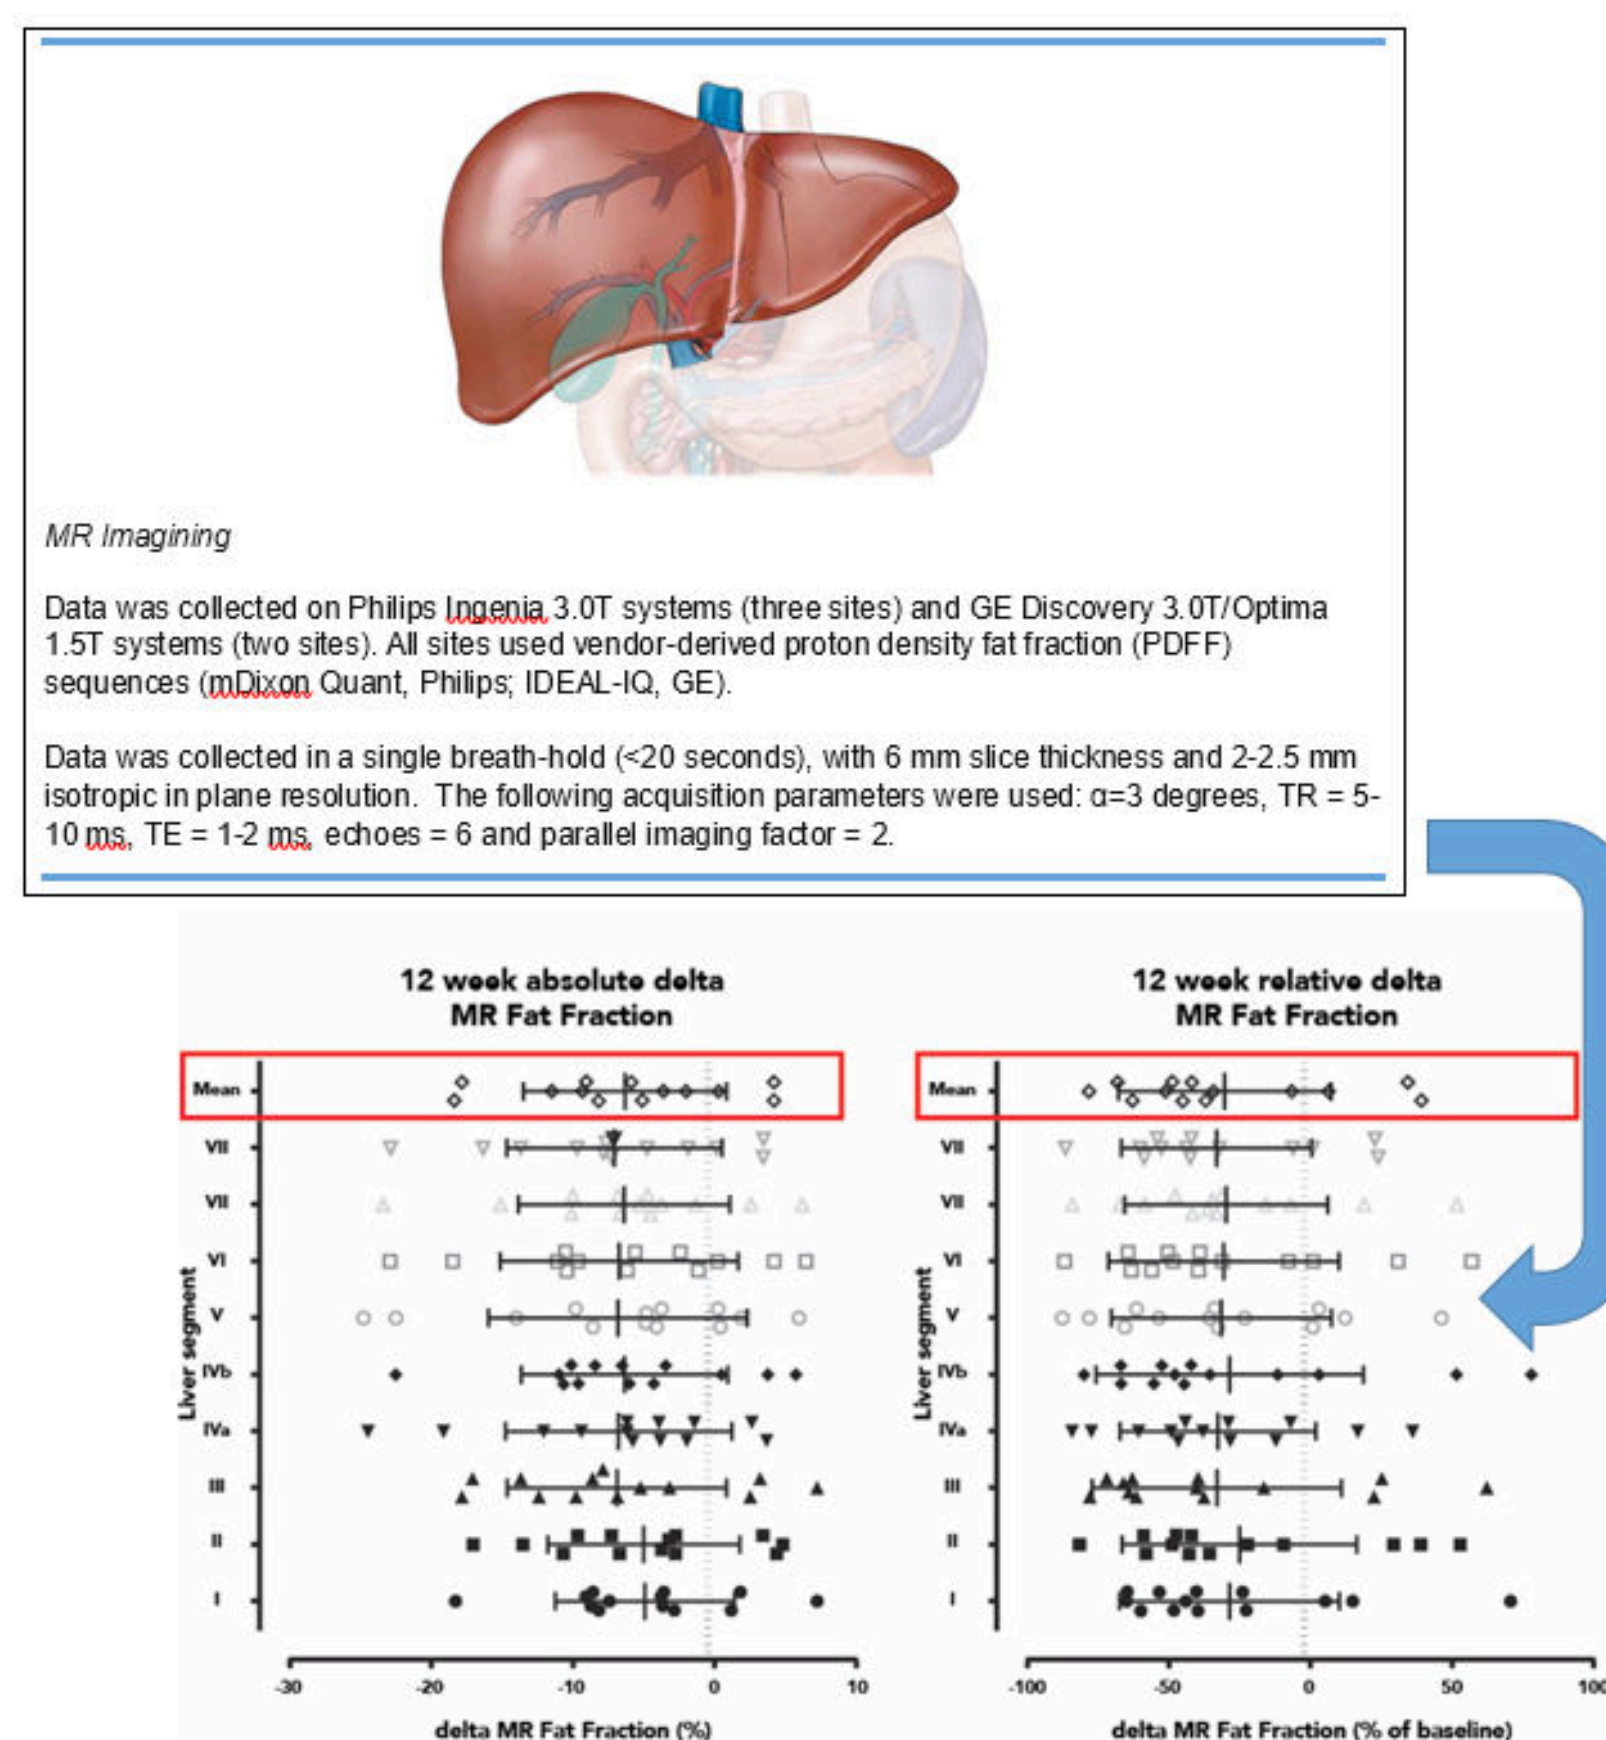 MR Imagining
Data was collected on Philips Ingenia 3.0T systems (three sites) and GE Discovery 3.0T/Optima
1.5T systems (two sites). All sites used vendor-derived proton density fat fraction (PDFF)
sequences (mDixon Quant, Philips; IDEAL-IQ, GE).
Data was collected in a single breath-hold (<20 seconds), with 6 mm slice thickness and 2-2.5 mm
isotropic in plane resolution. The following acquisition parameters were used: α=3 degrees, TR = 5-
10 ms, TE = 1-2 ms, echoes = 6 and parallel imaging factor = 2.
12 week absolute delta
MR Fat Fraction
Mean
VII
VII
VI
V
IVb
IVa
III
II
I
Liver segment
-30 -20 -10 0 10
delta MR Fat Fraction (%)
12 week relative delta
MR Fat Fraction
Mean
VII
VII
VI
V
IVb
IVa
III
II
I
Liver segment
-100 -50 0 50 100
delta MR Fat Fraction (% of baseline)